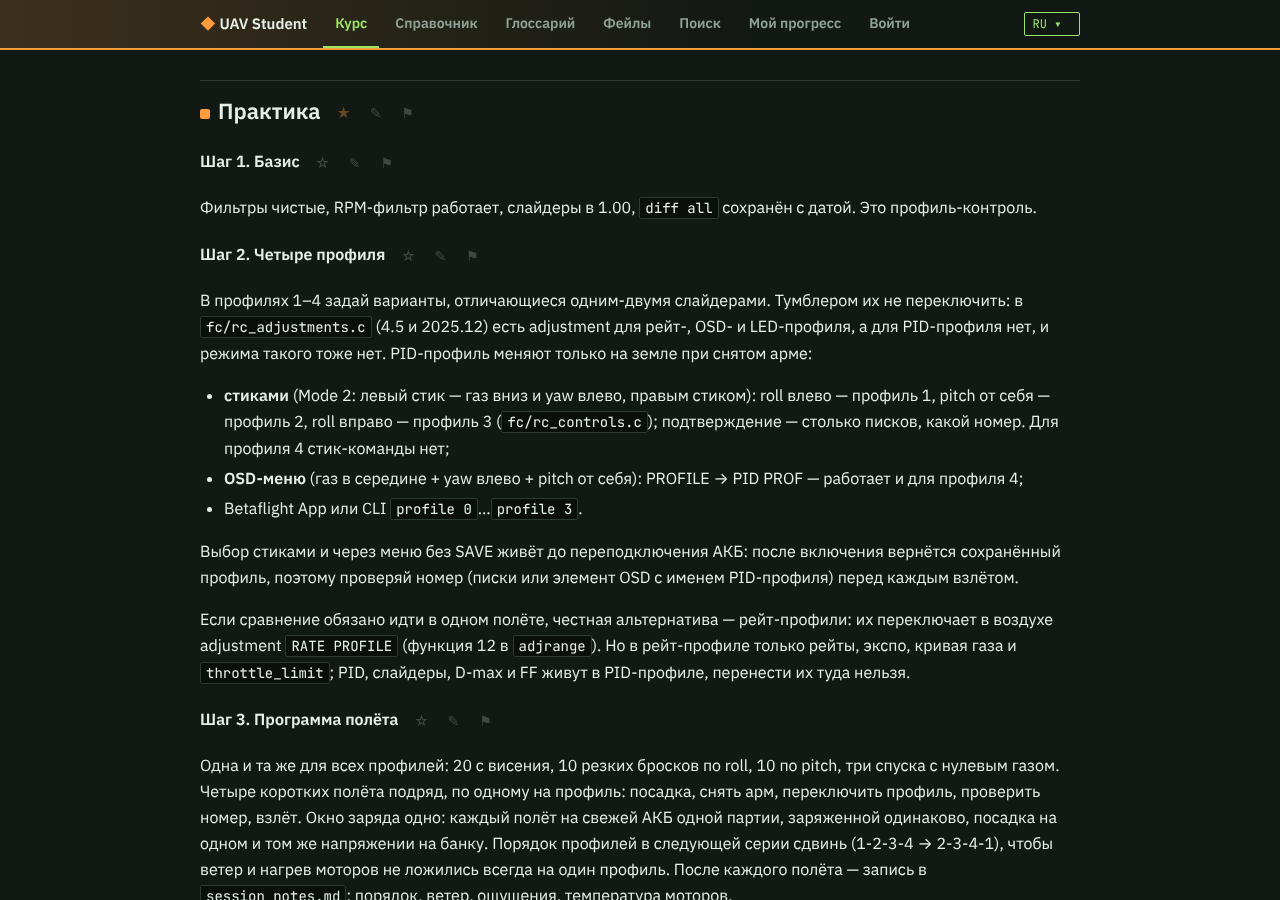 UAV Student Курс Справочник Глоссарий Фейлы Поиск Мой прогресс Войти RU
Практика
Шаг 1. Базис
Фильтры чистые, RPM-фильтр работает, слайдеры в 1.00, diff all сохранён с датой. Это профиль-контроль.
Шаг 2. Четыре профиля
В профилях 1–4 задай варианты, отличающиеся одним-двумя слайдерами. Тумблером их не переключить: в
fc/rc_adjustments.c (4.5 и 2025.12) есть adjustment для рейт-, OSD- и LED-профиля, а для PID-профиля нет, и
режима такого тоже нет. PID-профиль меняют только на земле при снятом арме:
• стиками (Mode 2: левый стик — газ вниз и yaw влево, правым стиком): roll влево — профиль 1, pitch от себя —
профиль 2, roll вправо — профиль 3 (fc/rc_controls.c); подтверждение — столько писков, какой номер. Для
профиля 4 стик-команды нет;
• OSD-меню (газ в середине + yaw влево + pitch от себя): PROFILE → PID PROF — работает и для профиля 4;
• Betaflight App или CLI profile 0…profile 3.
Выбор стиками и через меню без SAVE живёт до переподключения АКБ: после включения вернётся сохранённый
профиль, поэтому проверяй номер (писки или элемент OSD с именем PID-профиля) перед каждым взлётом.
Если сравнение обязано идти в одном полёте, честная альтернатива — рейт-профили: их переключает в воздухе
adjustment RATE PROFILE (функция 12 в adjrange). Но в рейт-профиле только рейты, экспо, кривая газа и
throttle_limit; PID, слайдеры, D-max и FF живут в PID-профиле, перенести их туда нельзя.
Шаг 3. Программа полёта
Одна и та же для всех профилей: 20 с висения, 10 резких бросков по roll, 10 по pitch, три спуска с нулевым газом.
Четыре коротких полёта подряд, по одному на профиль: посадка, снять арм, переключить профиль, проверить
номер, взлёт. Окно заряда одно: каждый полёт на свежей АКБ одной партии, заряженной одинаково, посадка на
одном и том же напряжении на банку. Порядок профилей в следующей серии сдвинь (1-2-3-4 → 2-3-4-1), чтобы
ветер и нагрев моторов не ложились всегда на один профиль. После каждого полёта — запись в
session_notes.md: порядок, ветер, ощущения, температура моторов.